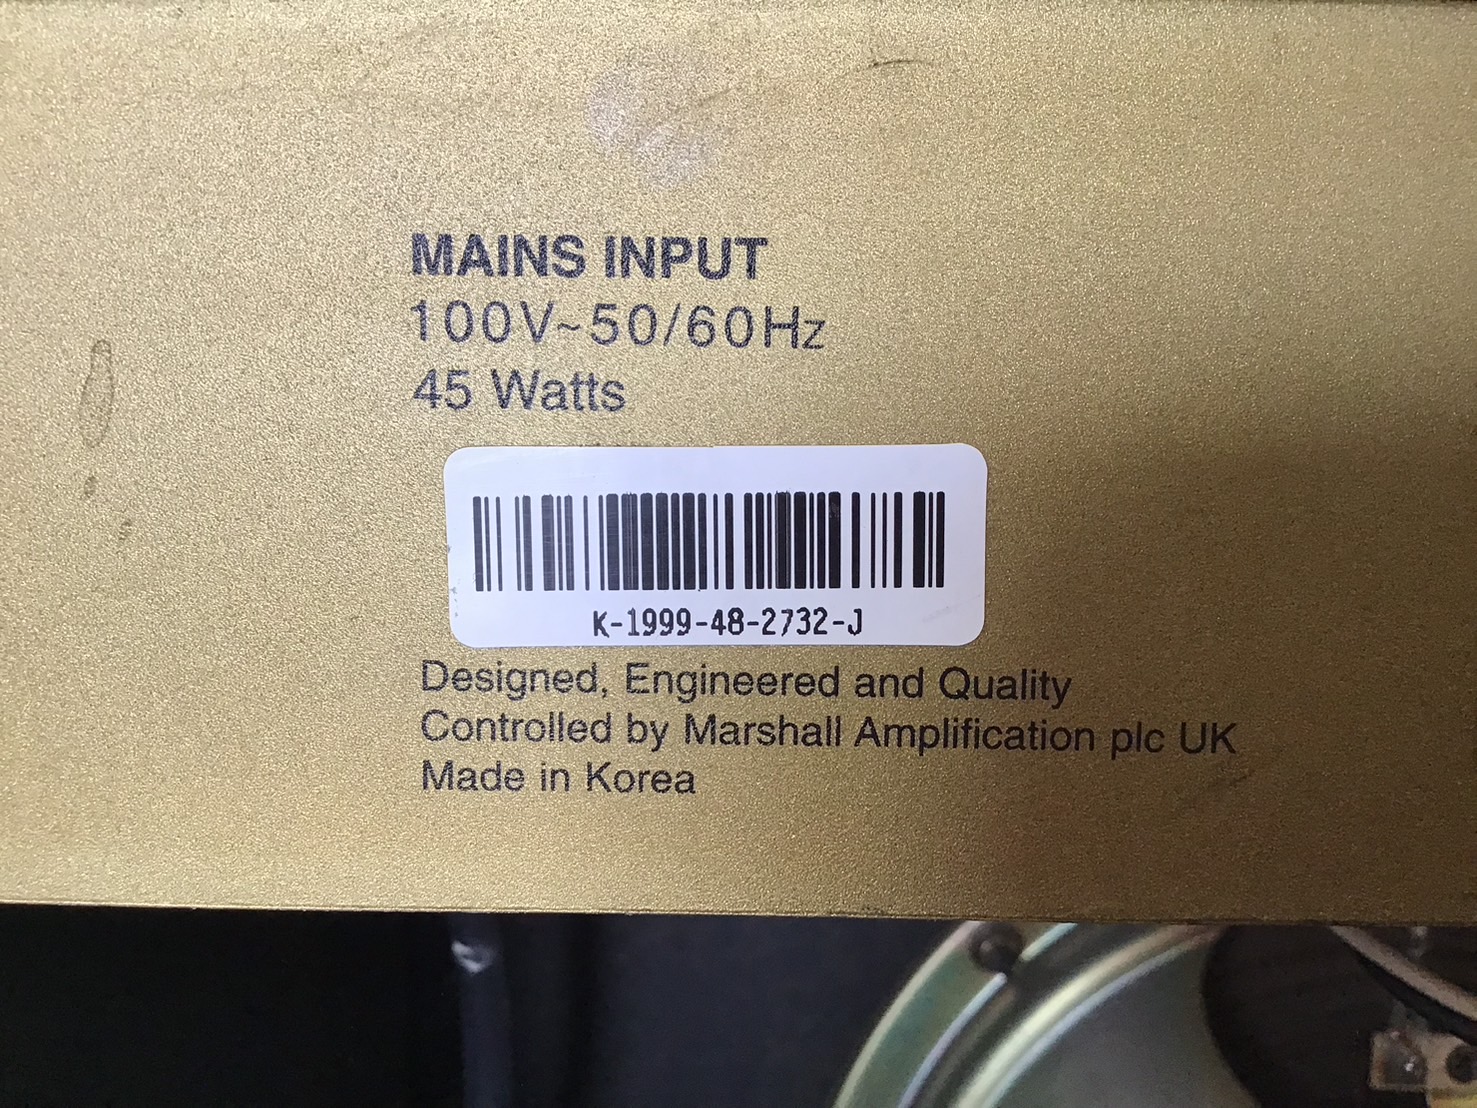 MAINS INPUT
100V~50/60Hz
45 Watts
K-1999-48-2732-J
Designed, Engineered and Quality
Controlled by Marshall Amplification plc UK
Made in Korea